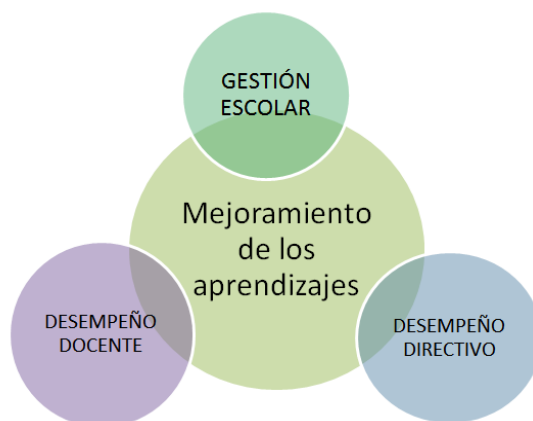 GESTIÓN
ESCOLAR
Mejoramiento
de los
aprendizajes
DESEMPEÑO
DOCENTE
DESEMPEÑO
DIRECTIVO